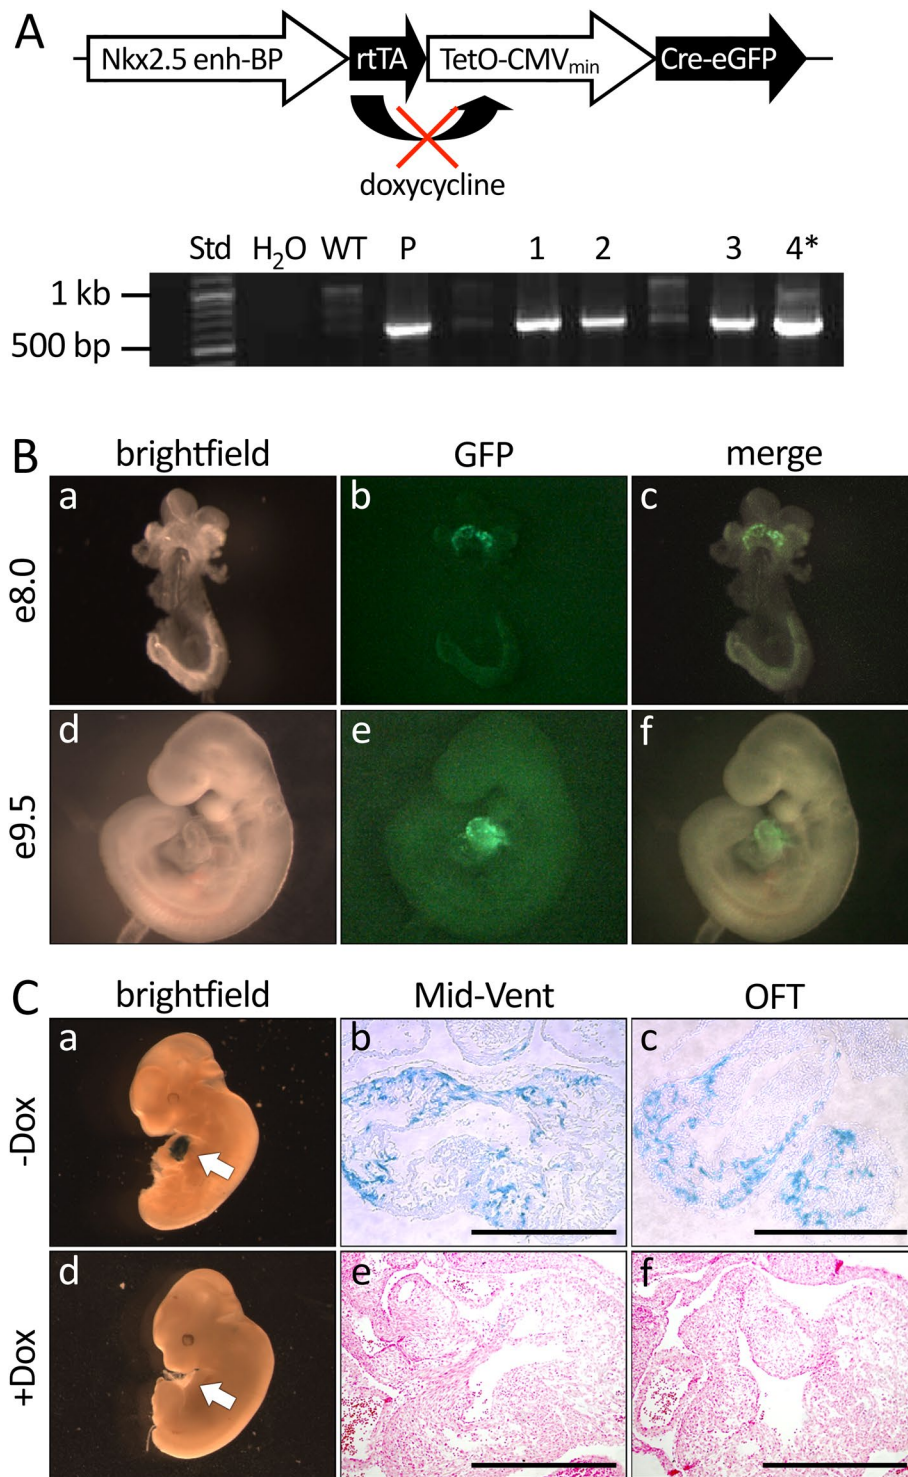 A
Nkx2.5 enh-BP rtTA TetO-CMVmin Cre-eGFP
doxycycline
Std H2O WT P 1 2 3 4*
1 kb
500 bp
B
brightfield GFP merge
e8.0
a b c
e9.5
d e f
C
brightfield Mid-Vent OFT
-Dox
a b c
+Dox
d e f